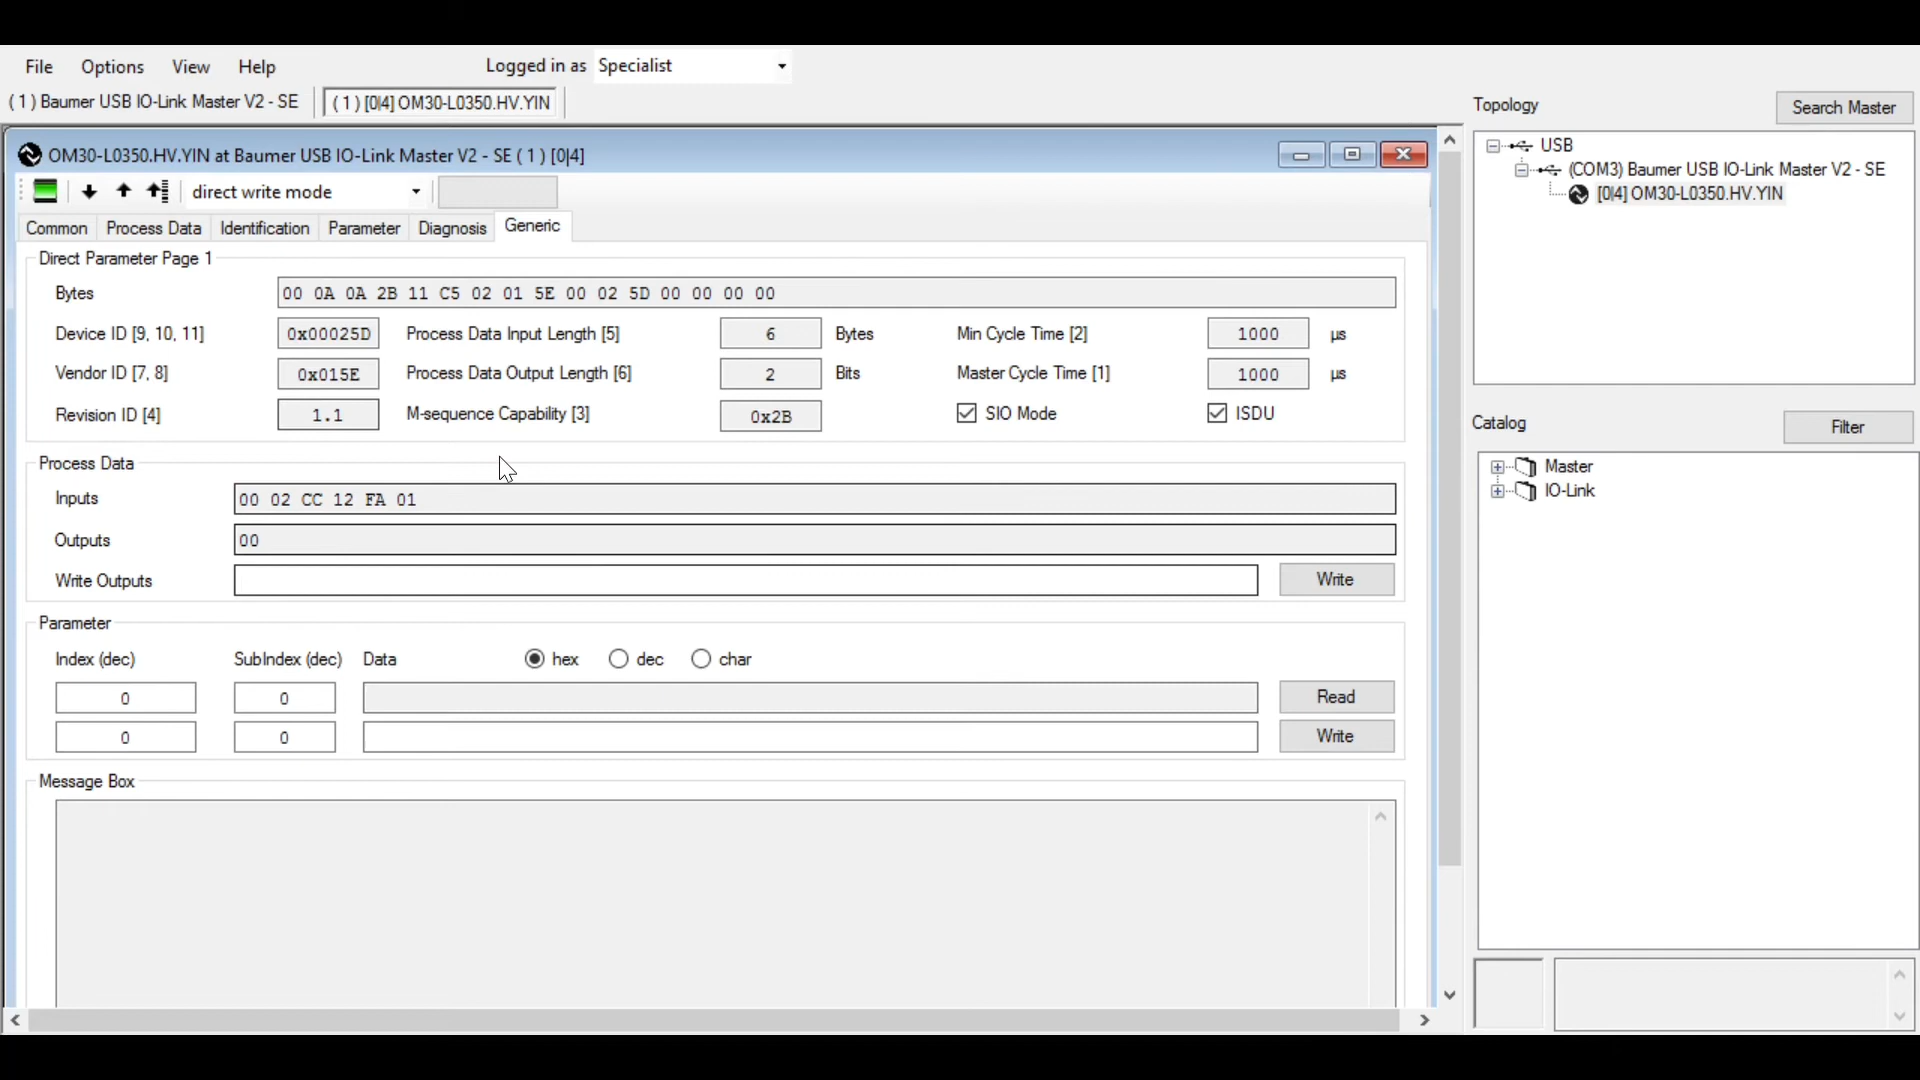 File Options View Help Logged in as Specialist
( 1 ) Baumer USB IO-Link Master V2 - SE ( 1 ) [0|4] OM30-L0350.HV.YIN
OM30-L0350.HV.YIN at Baumer USB IO-Link Master V2 - SE ( 1 ) [0|4]
direct write mode
Common Process Data Identification Parameter Diagnosis Generic
Direct Parameter Page 1
Bytes 00 0A 0A 2B 11 C5 02 01 5E 00 02 5D 00 00 00 00
Device ID [9, 10, 11] 0x00025D Process Data Input Length [5] 6 Bytes Min Cycle Time [2] 1000 µs
Vendor ID [7, 8] 0x015E Process Data Output Length [6] 2 Bits Master Cycle Time [1] 1000 µs
Revision ID [4] 1.1 M-sequence Capability [3] 0x2B SIO Mode ISDU
Process Data
Inputs 00 02 CC 12 FA 01
Outputs 00
Write Outputs Write
Parameter
Index (dec) SubIndex (dec) Data hex dec char
0 0 Read
0 0 Write
Message Box
Topology Search Master
USB
(COM3) Baumer USB IO-Link Master V2 - SE
[0|4] OM30-L0350.HV.YIN
Catalog Filter
Master
IO-Link